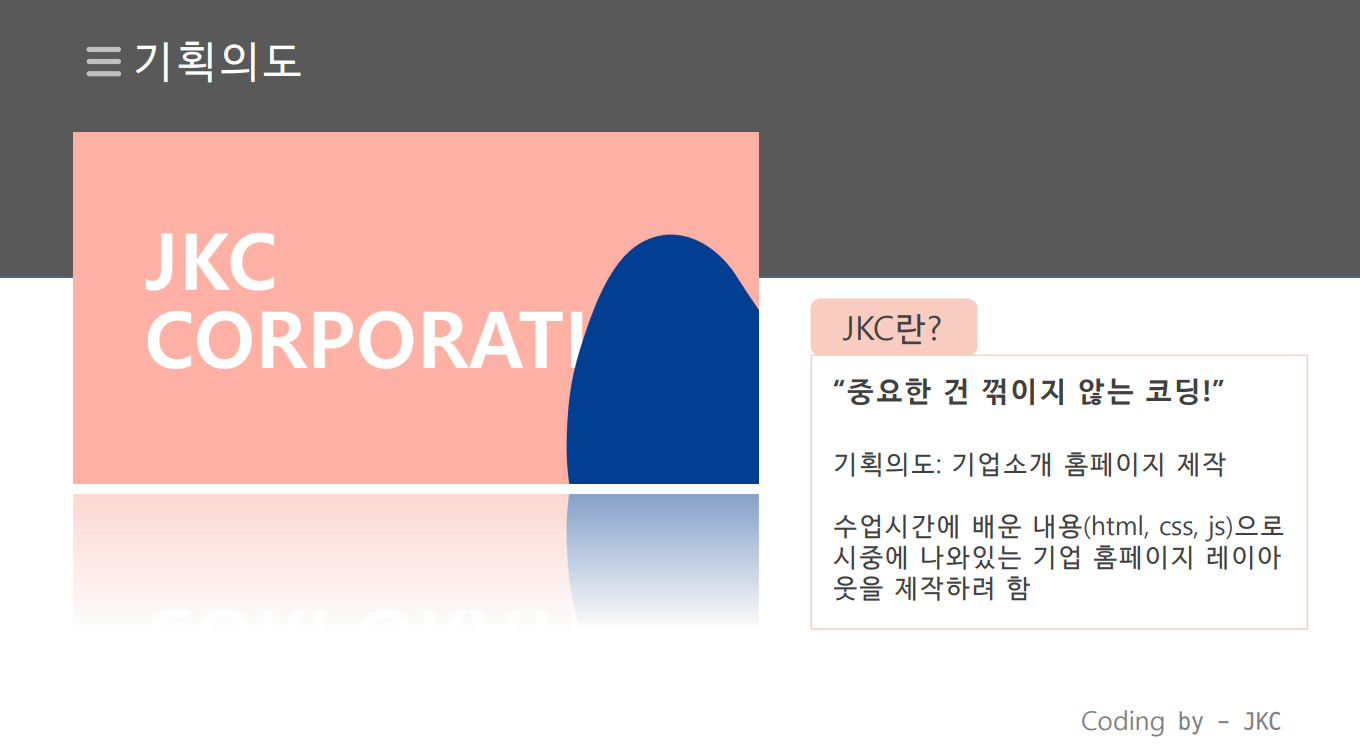 기획의도
JKC
CORPORATI
JKC란?
“중요한 건 꺾이지 않는 코딩!”
기획의도: 기업소개 홈페이지 제작
수업시간에 배운 내용(html, css, js)으로
시중에 나와있는 기업 홈페이지 레이아
웃을 제작하려 함
Coding by – JKC